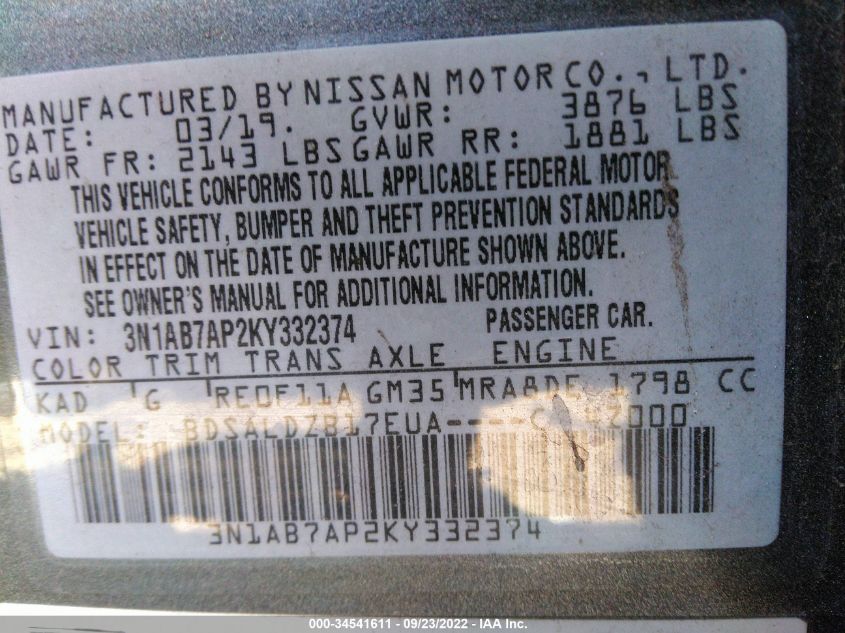 MANUFACTURED BY NISSAN MOTOR CO., LTD.
DATE: 03/19. GVWR: 3876 LBS
GAWR FR: 2143 LBS GAWR RR: 1881 LBS
THIS VEHICLE CONFORMS TO ALL APPLICABLE FEDERAL MOTOR
VEHICLE SAFETY, BUMPER AND THEFT PREVENTION STANDARDS
IN EFFECT ON THE DATE OF MANUFACTURE SHOWN ABOVE.
SEE OWNER'S MANUAL FOR ADDITIONAL INFORMATION.
VIN: 3N1AB7AP2KY332374 PASSENGER CAR.
COLOR TRIM TRANS AXLE ENGINE
KAD G RE0F11A GM35 MRA8DE 1798 CC
MODEL:
3N1AB7AP2KY332374
000-34541611 - 09/23/2022 - IAA Inc.